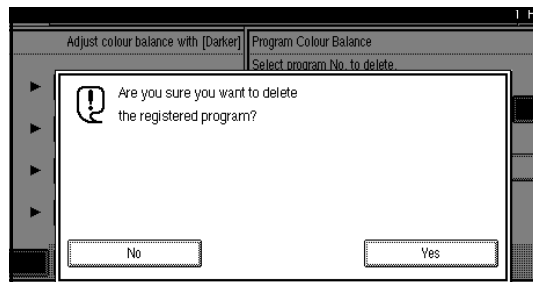 1 H
Adjust colour balance with [Darker]
Program Colour Balance
Select program No. to delete.
Are you sure you want to delete
the registered program?
No
Yes